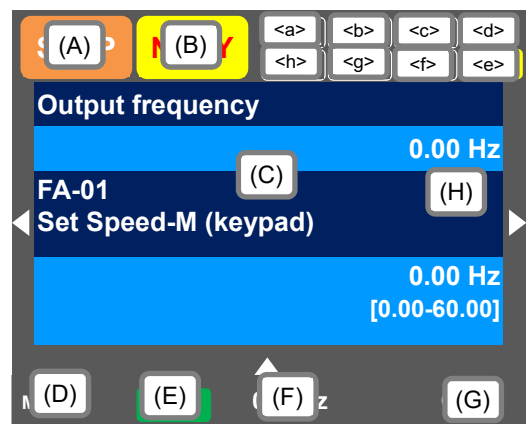 (A) (B) <a> <b> <c> <d>
<h> <g> <f> <e>
Output frequency
0.00 Hz
(C)
FA-01 (H)
Set Speed-M (keypad)
0.00 Hz
[0.00-60.00]
(D) (E) (F) (G)